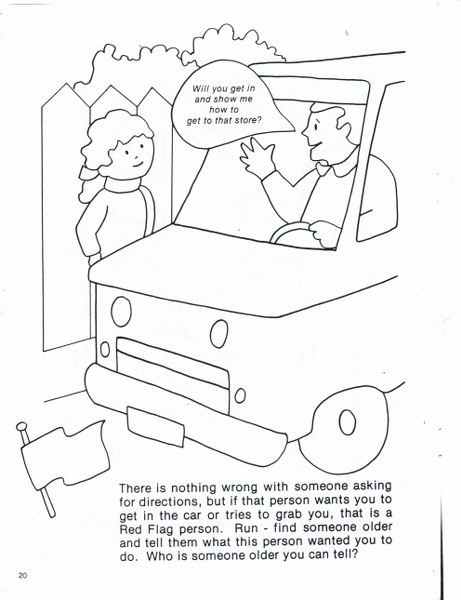 Will you get in
and show me
how to
get to that store?
There is nothing wrong with someone asking
for directions, but if that person wants you to
get in the car or tries to grab you, that is a
Red Flag person. Run - find someone older
and tell them what this person wanted you to
do. Who is someone older you can tell?
20